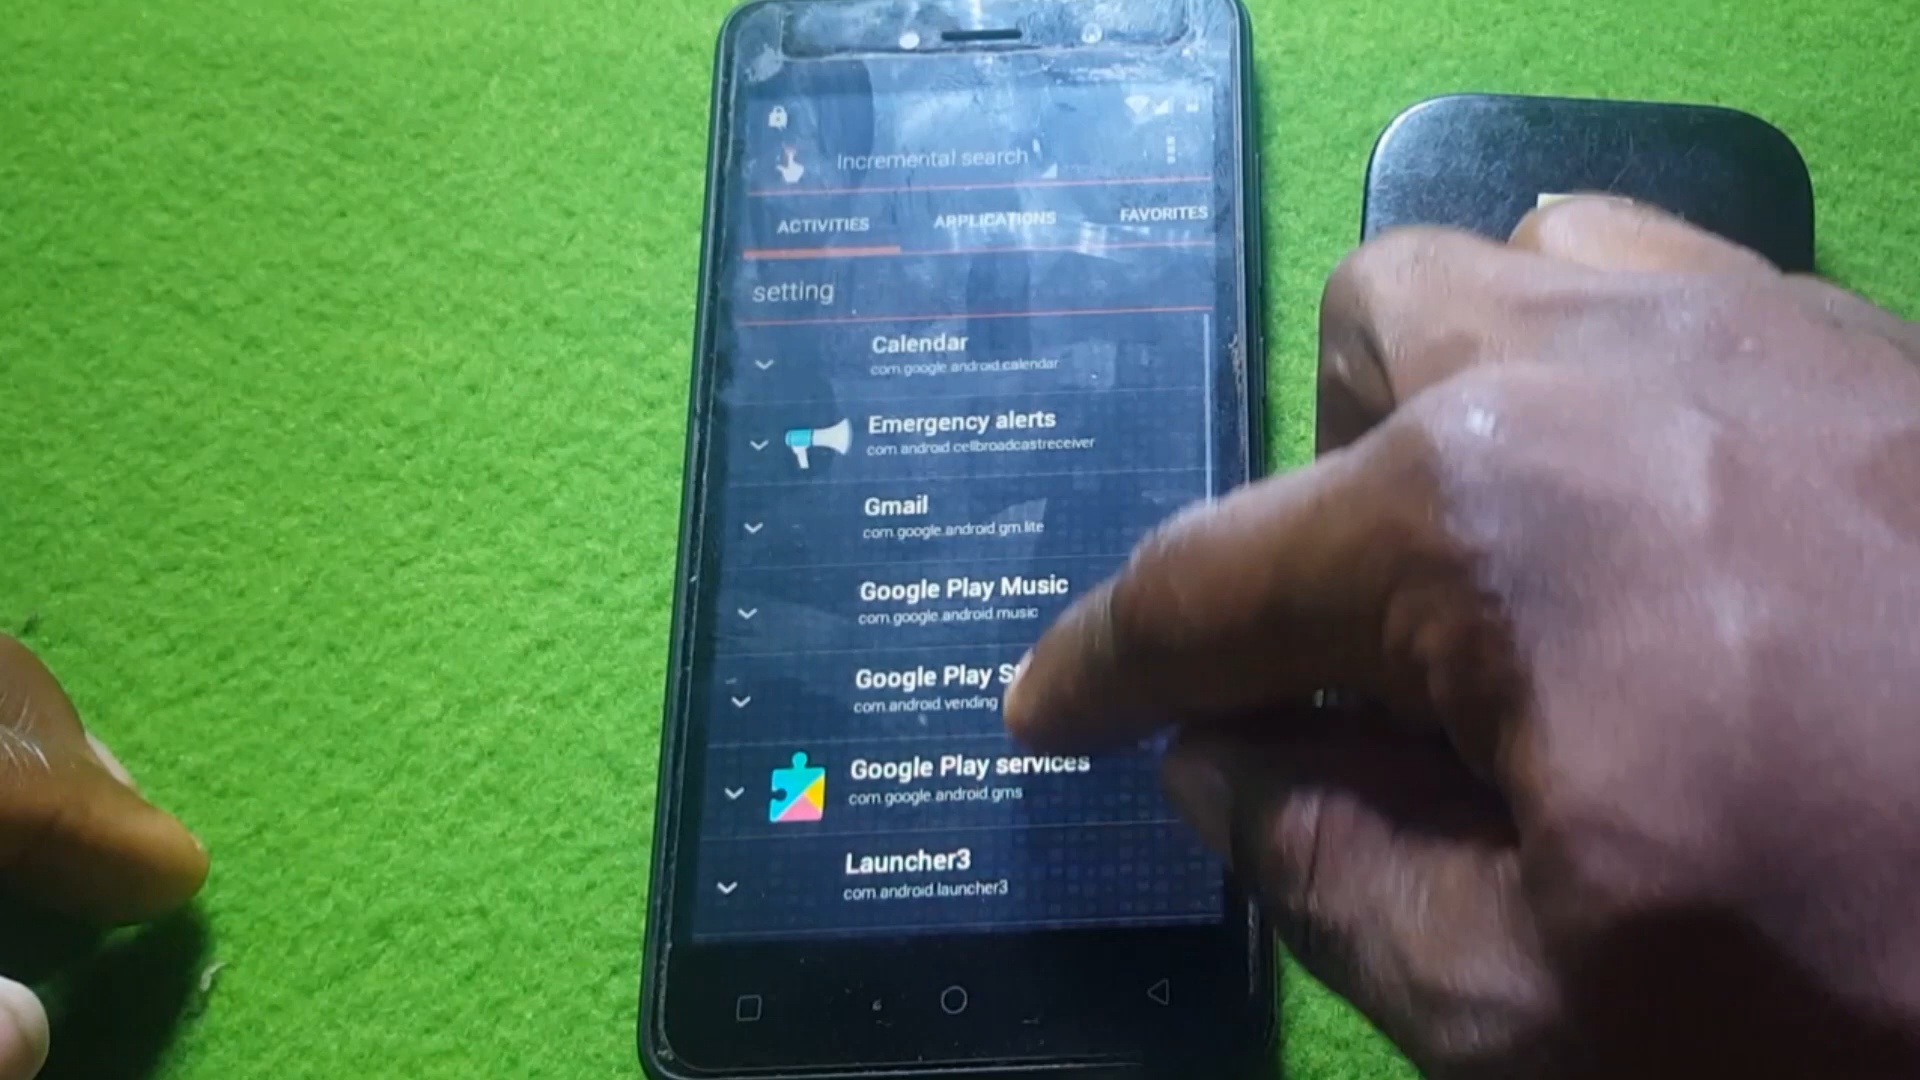 Incremental search
ACTIVITIES APPLICATIONS FAVORITES
setting
Calendar
com.google.android.calendar
Emergency alerts
com.android.cellbroadcastreceiver
Gmail
com.google.android.gm.lite
Google Play Music
com.google.android.music
Google Play
com.android.vending
Google Play services
com.google.android.gms
Launcher3
com.android.launcher3